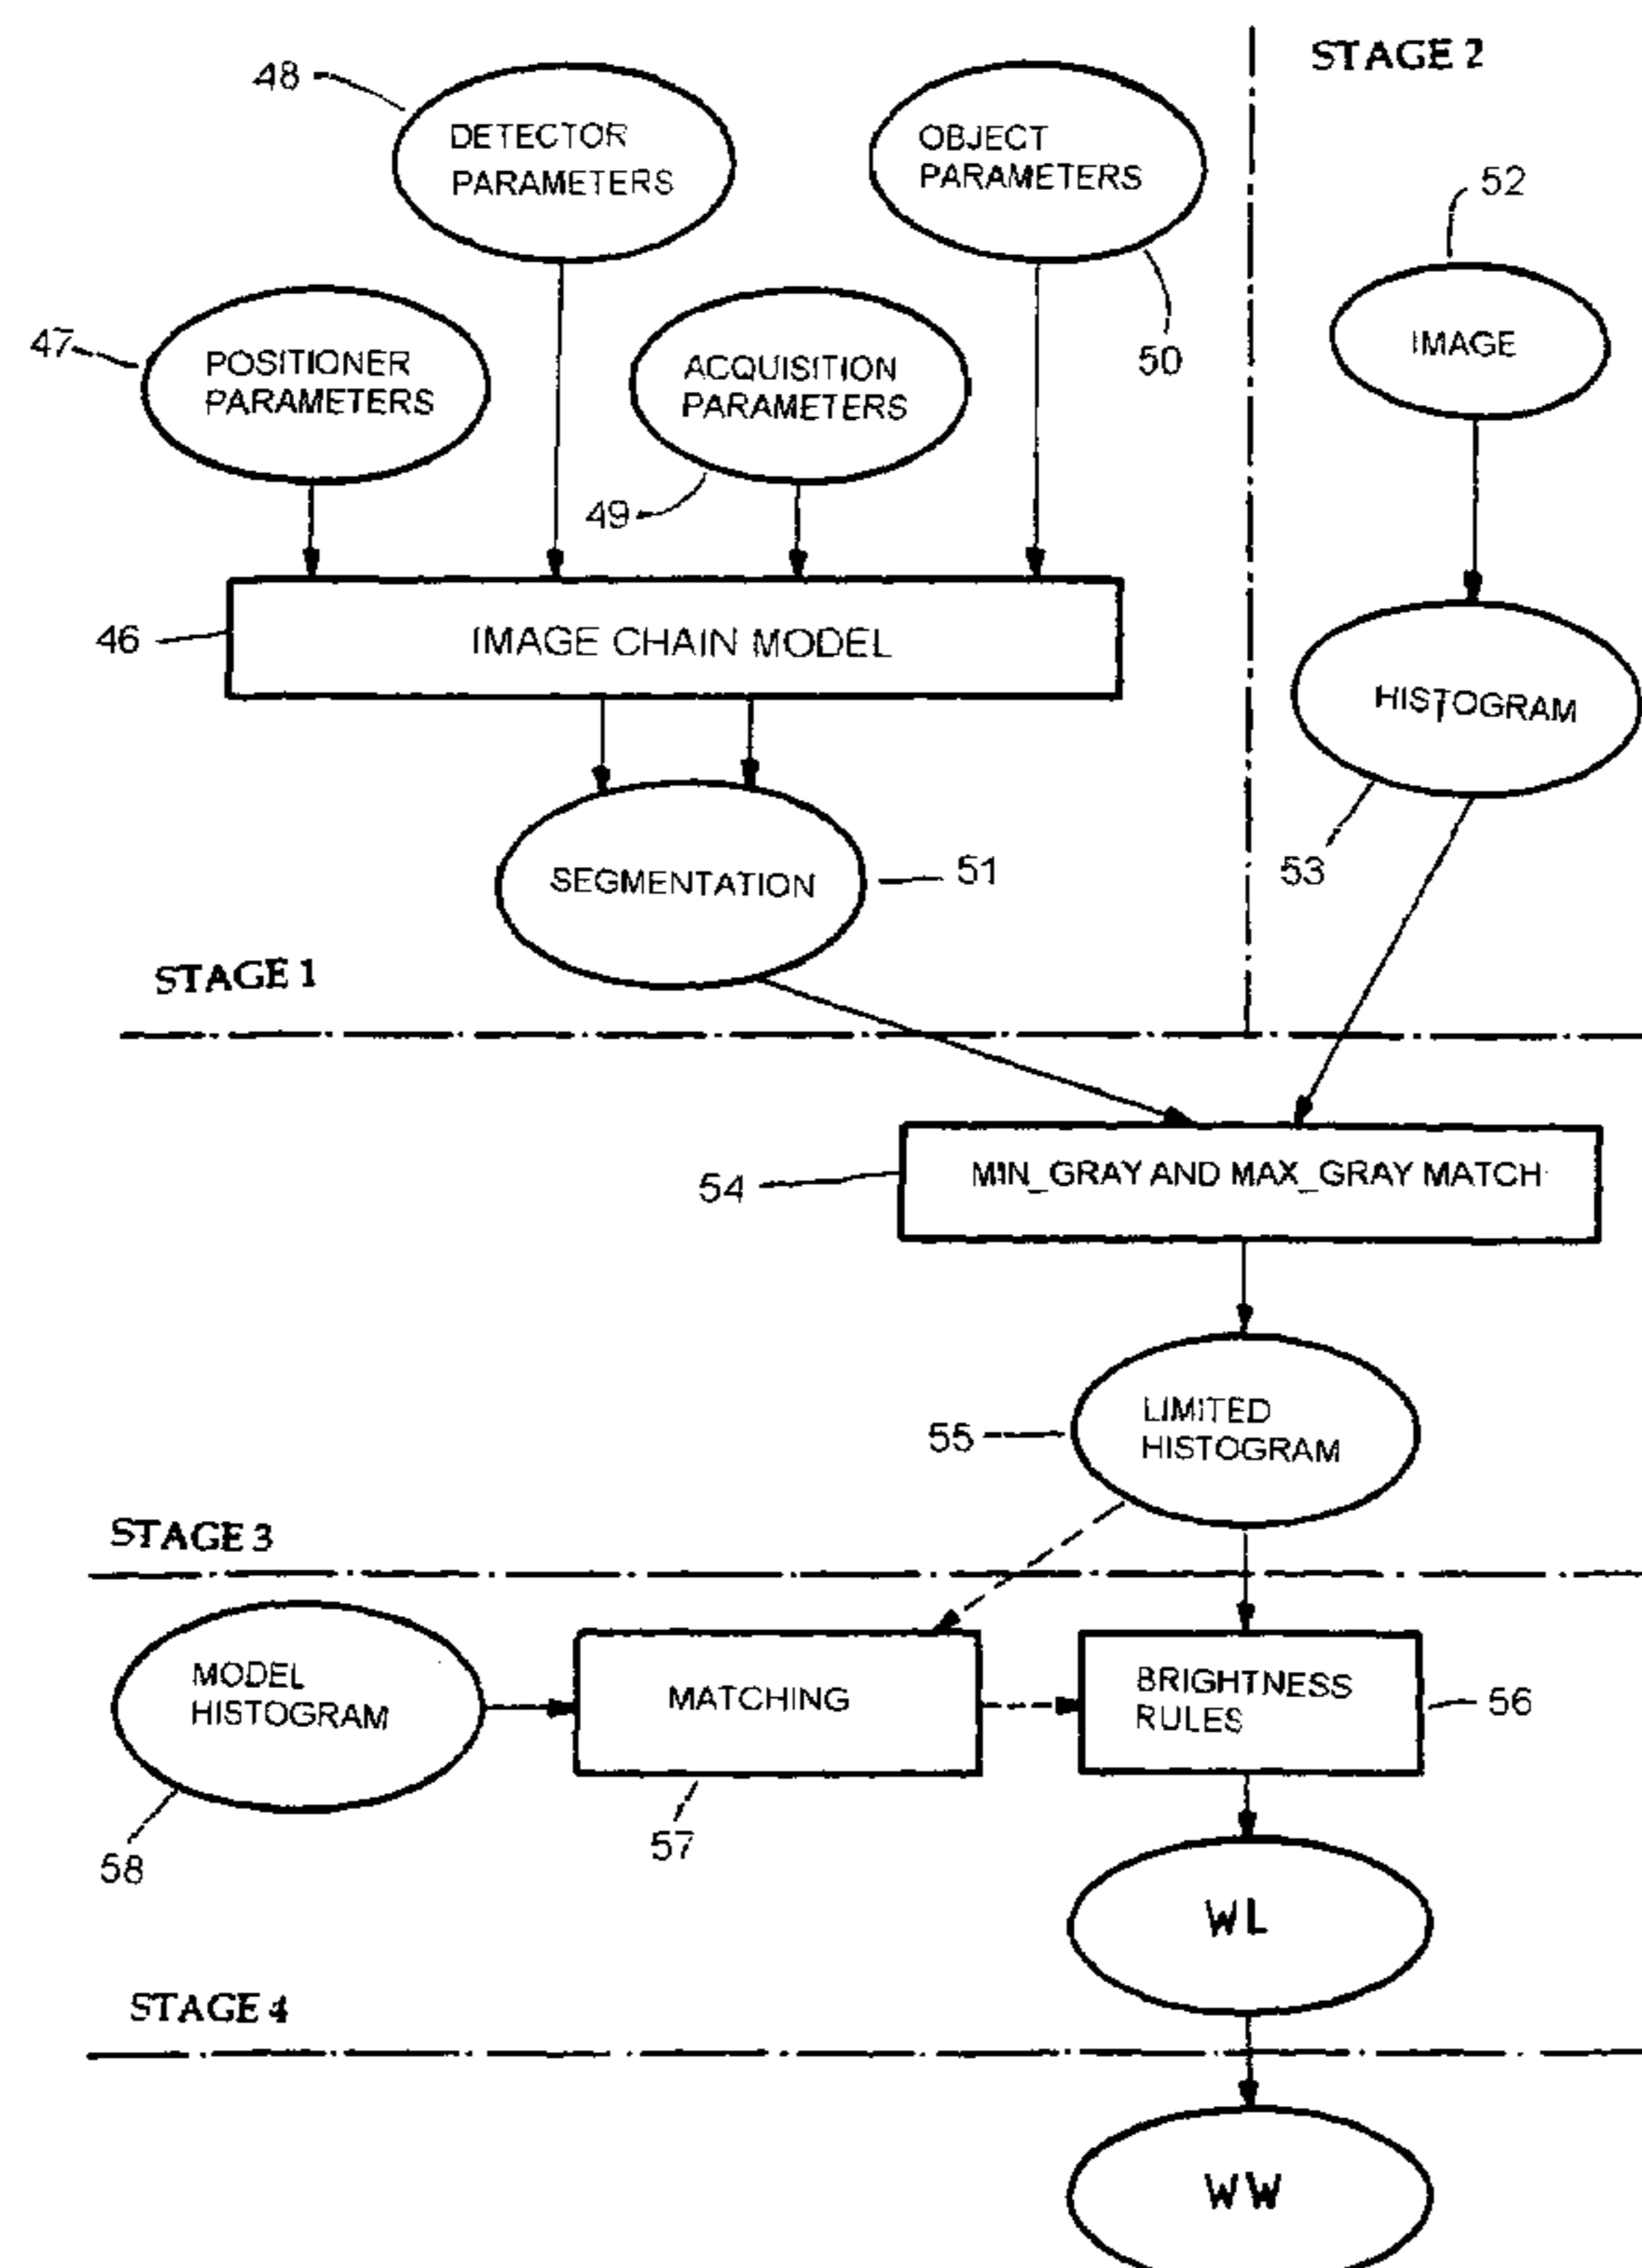 STAGE 2
48
DETECTOR
PARAMETERS
OBJECT
PARAMETERS
52
47
POSITIONER
PARAMETERS
ACQUISITION
PARAMETERS
50
IMAGE
49
46
IMAGE CHAIN MODEL
HISTOGRAM
53
SEGMENTATION
51
STAGE 1
54
MIN_GRAY AND MAX_GRAY MATCH
55
LIMITED
HISTOGRAM
STAGE 3
MODEL
HISTOGRAM
MATCHING
BRIGHTNESS
RULES
56
58
57
WL
STAGE 4
WW